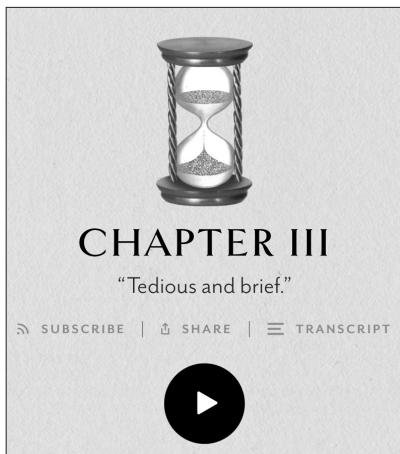 CHAPTER III
“Tedious and brief.”
SUBSCRIBE | SHARE | TRANSCRIPT